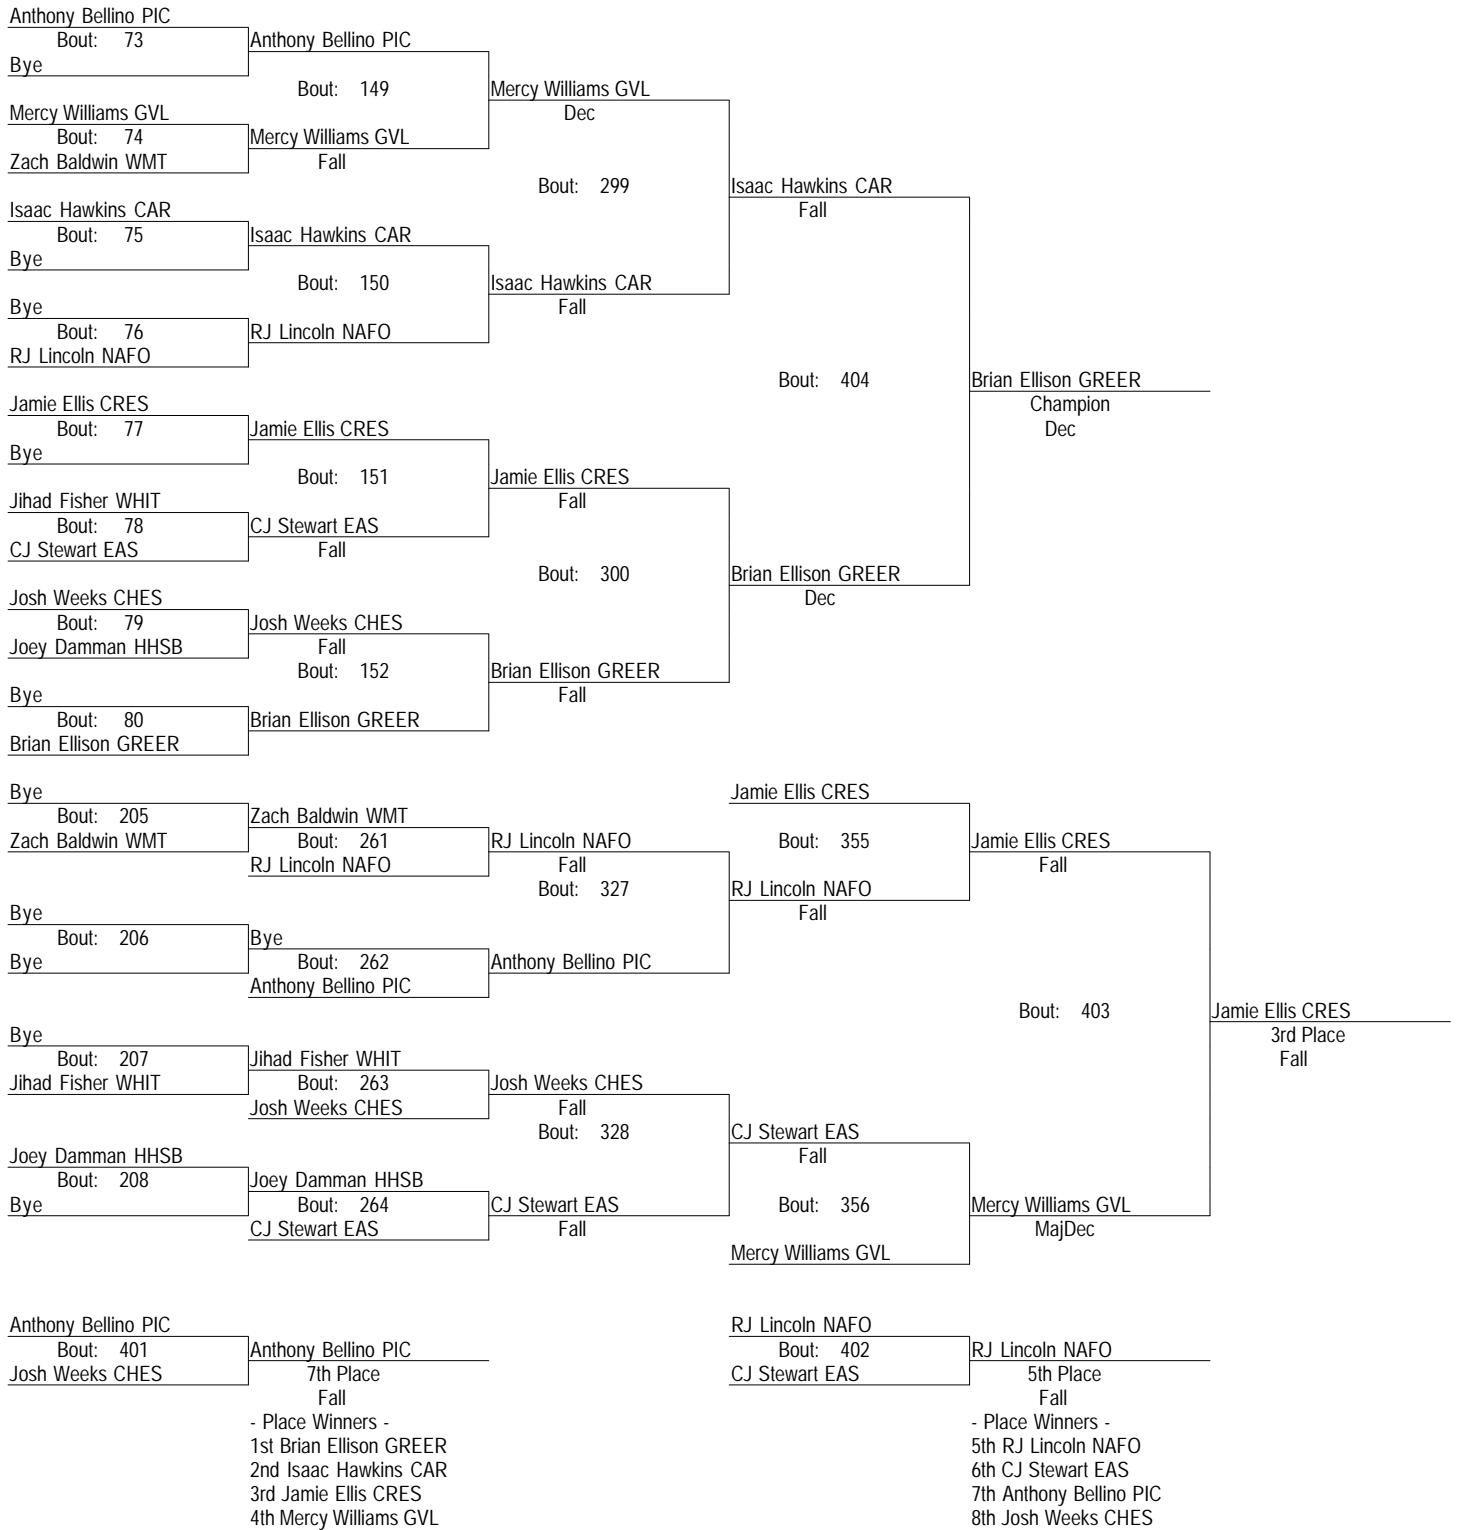 Anthony Bellino PIC
Bout: 73
Anthony Bellino PIC
Bye
Bout: 149
Mercy Williams GVL
Dec
Mercy Williams GVL
Bout: 74
Mercy Williams GVL
Zach Baldwin WMT
Fall
Bout: 299
Isaac Hawkins CAR
Fall
Isaac Hawkins CAR
Bout: 75
Isaac Hawkins CAR
Bye
Bout: 150
Isaac Hawkins CAR
Fall
Bye
Bout: 76
RJ Lincoln NAFO
RJ Lincoln NAFO
Bout: 404
Brian Ellison GREER
Champion
Dec
Jamie Ellis CRES
Bout: 77
Jamie Ellis CRES
Bye
Bout: 151
Jamie Ellis CRES
Fall
Jihad Fisher WHIT
Bout: 78
CJ Stewart EAS
CJ Stewart EAS
Fall
Bout: 300
Brian Ellison GREER
Dec
Josh Weeks CHES
Bout: 79
Josh Weeks CHES
Joey Damman HHSB
Fall
Bout: 152
Brian Ellison GREER
Fall
Bye
Bout: 80
Brian Ellison GREER
Brian Ellison GREER
Bye
Bout: 205
Zach Baldwin WMT
Zach Baldwin WMT
Bout: 261
RJ Lincoln NAFO
RJ Lincoln NAFO
Fall
Bout: 327
Jamie Ellis CRES
Bout: 355
Jamie Ellis CRES
Fall
RJ Lincoln NAFO
Fall
Bye
Bout: 206
Bye
Bye
Bout: 262
Anthony Bellino PIC
Anthony Bellino PIC
Bout: 403
Jamie Ellis CRES
3rd Place
Fall
Bye
Bout: 207
Jihad Fisher WHIT
Jihad Fisher WHIT
Bout: 263
Josh Weeks CHES
Josh Weeks CHES
Fall
Bout: 328
CJ Stewart EAS
Fall
Joey Damman HHSB
Bout: 208
Joey Damman HHSB
Bye
Bout: 264
CJ Stewart EAS
CJ Stewart EAS
Fall
Bout: 356
Mercy Williams GVL
MajDec
Mercy Williams GVL
Anthony Bellino PIC
Bout: 401
Anthony Bellino PIC
Josh Weeks CHES
7th Place
Fall
- Place Winners -
1st Brian Ellison GREER
2nd Isaac Hawkins CAR
3rd Jamie Ellis CRES
4th Mercy Williams GVL
RJ Lincoln NAFO
Bout: 402
RJ Lincoln NAFO
CJ Stewart EAS
5th Place
Fall
- Place Winners -
5th RJ Lincoln NAFO
6th CJ Stewart EAS
7th Anthony Bellino PIC
8th Josh Weeks CHES